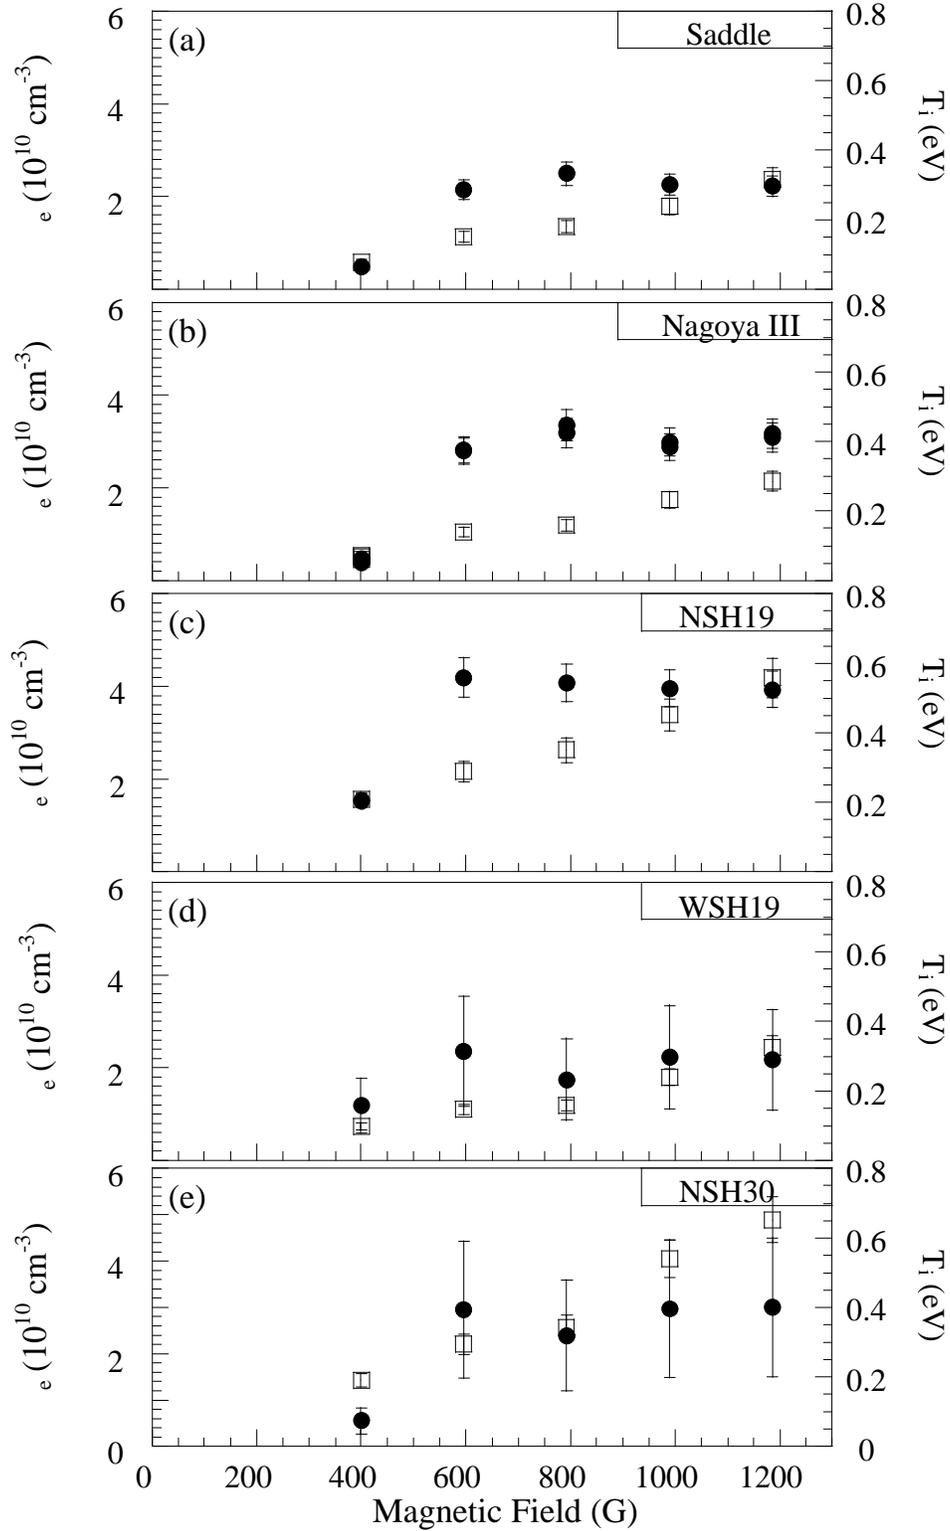 6
(a)
Saddle
0.8
4
0.6
0.4
2
0.2
e (10^10 cm^-3)
T_i (eV)
6
(b)
Nagoya III
0.8
4
0.6
0.4
2
0.2
e (10^10 cm^-3)
T_i (eV)
6
(c)
NSH19
0.8
4
0.6
0.4
2
0.2
e (10^10 cm^-3)
T_i (eV)
6
(d)
WSH19
0.8
4
0.6
0.4
2
0.2
e (10^10 cm^-3)
T_i (eV)
6
(e)
NSH30
0.8
4
0.6
0.4
2
0.2
0
0
e (10^10 cm^-3)
T_i (eV)
0 200 400 600 800 1000 1200
Magnetic Field (G)